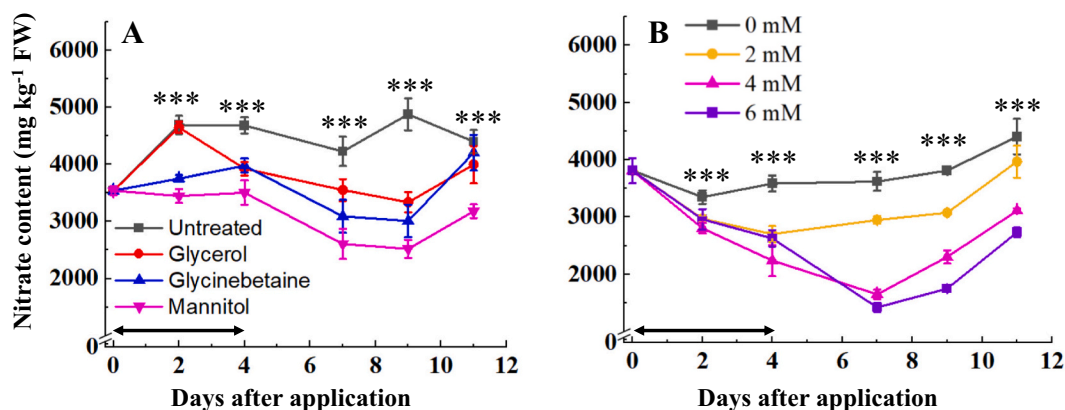 Nitrate content (mg kg⁻¹ FW)
A
6000
5000
4000
3000
2000
0
***
***
***
***
***
Untreated
Glycerol
Glycinebetaine
Mannitol
0 2 4 6 8 10 12
Days after application
B
6000
5000
4000
3000
2000
0
0 mM
2 mM
4 mM
6 mM
***
***
***
***
***
0 2 4 6 8 10 12
Days after application